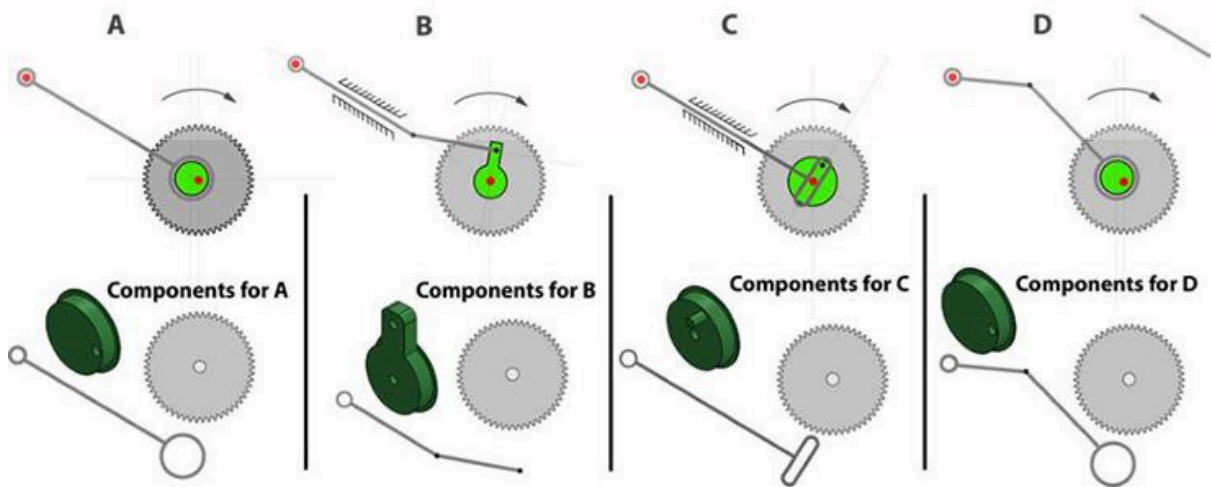 A
B
C
D
Components for A
Components for B
Components for C
Components for D